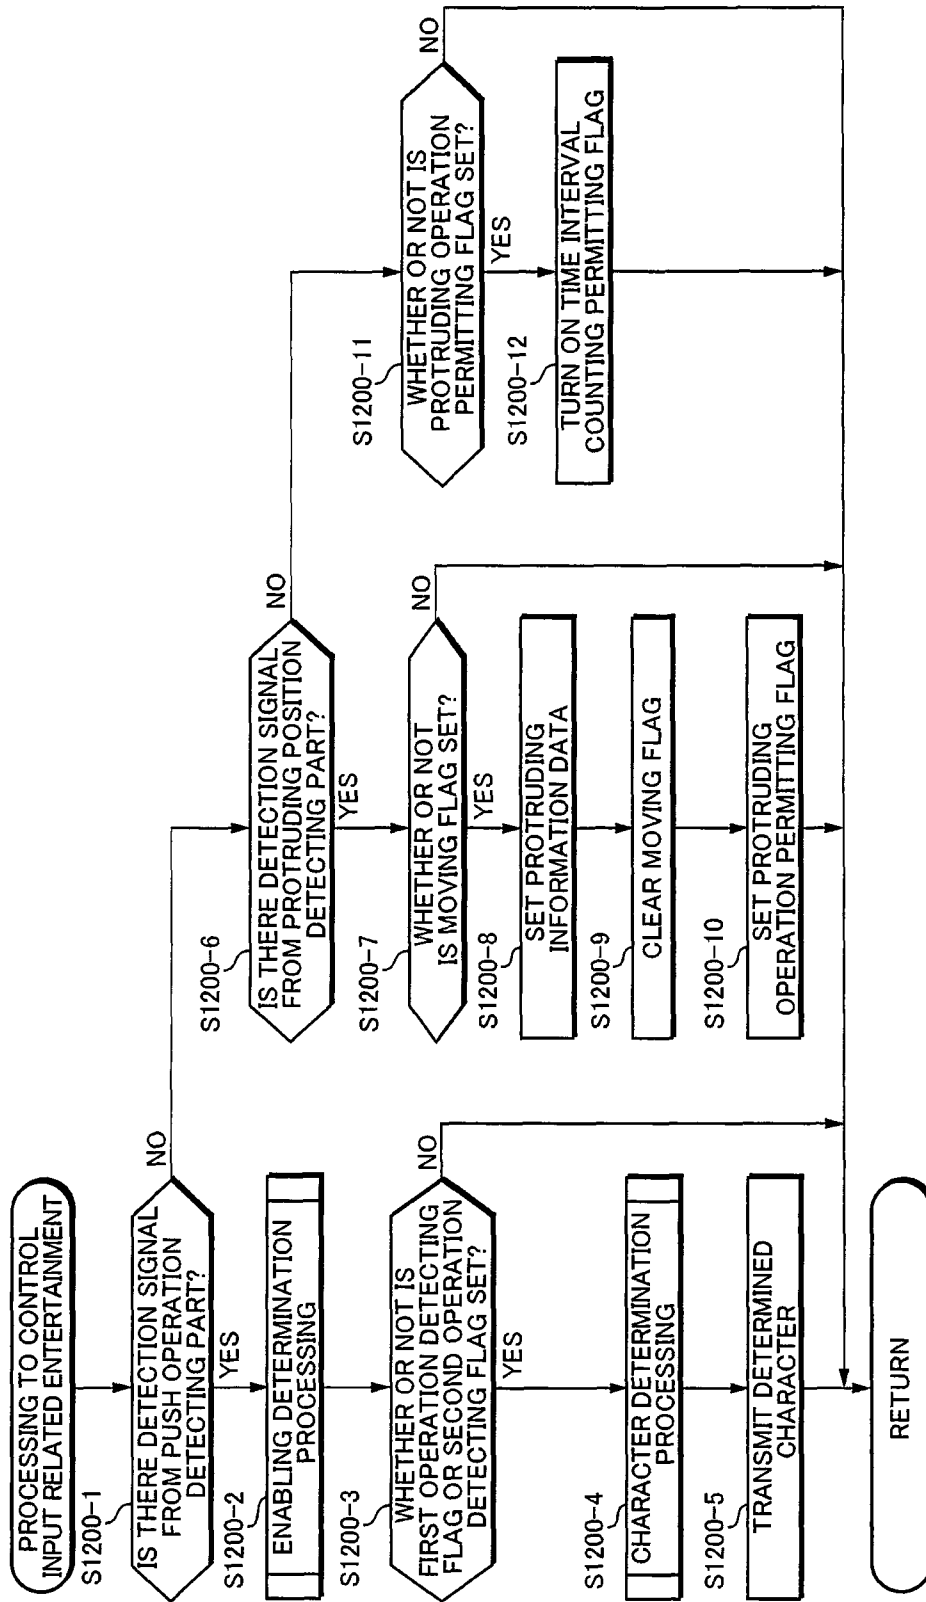 PROCESSING TO CONTROL
INPUT RELATED ENTERTAINMENT
S1200-1
IS THERE DETECTION SIGNAL
FROM PUSH OPERATION
DETECTING PART?
NO
YES
S1200-2
ENABLING DETERMINATION
PROCESSING
S1200-3
WHETHER OR NOT IS
FIRST OPERATION DETECTING
FLAG OR SECOND OPERATION
DETECTING FLAG SET?
NO
YES
S1200-4
CHARACTER DETERMINATION
PROCESSING
S1200-5
TRANSMIT DETERMINED
CHARACTER
RETURN
S1200-6
IS THERE DETECTION SIGNAL
FROM PROTRUDING POSITION
DETECTING PART?
NO
YES
S1200-7
WHETHER OR NOT
IS MOVING FLAG SET?
NO
YES
S1200-8
SET PROTRUDING
INFORMATION DATA
S1200-9
CLEAR MOVING FLAG
S1200-10
SET PROTRUDING
OPERATION PERMITTING FLAG
S1200-11
WHETHER OR NOT IS
PROTRUDING OPERATION
PERMITTING FLAG SET?
NO
YES
S1200-12
TURN ON TIME INTERVAL
COUNTING PERMITTING FLAG